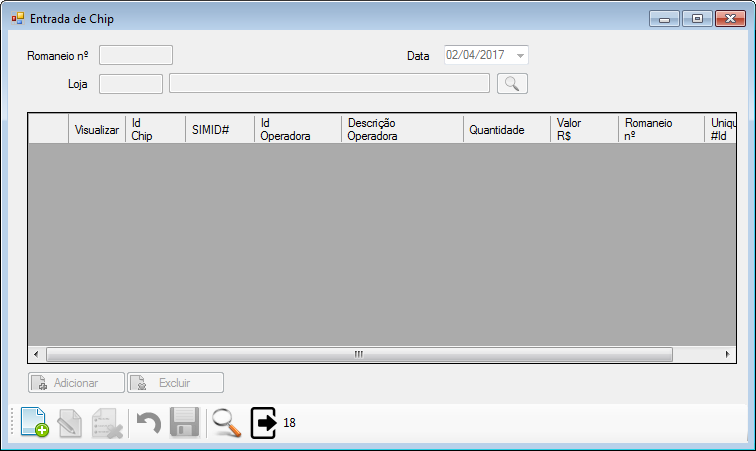 Entrada de Chip
Romaneio nº
Data
02/04/2017
Loja
Visualizar
Id
Chip
SIMID#
Id
Operadora
Descrição
Operadora
Quantidade
Valor
R$
Romaneio
nº
Uniqu
#Id
Adicionar
Excluir
18